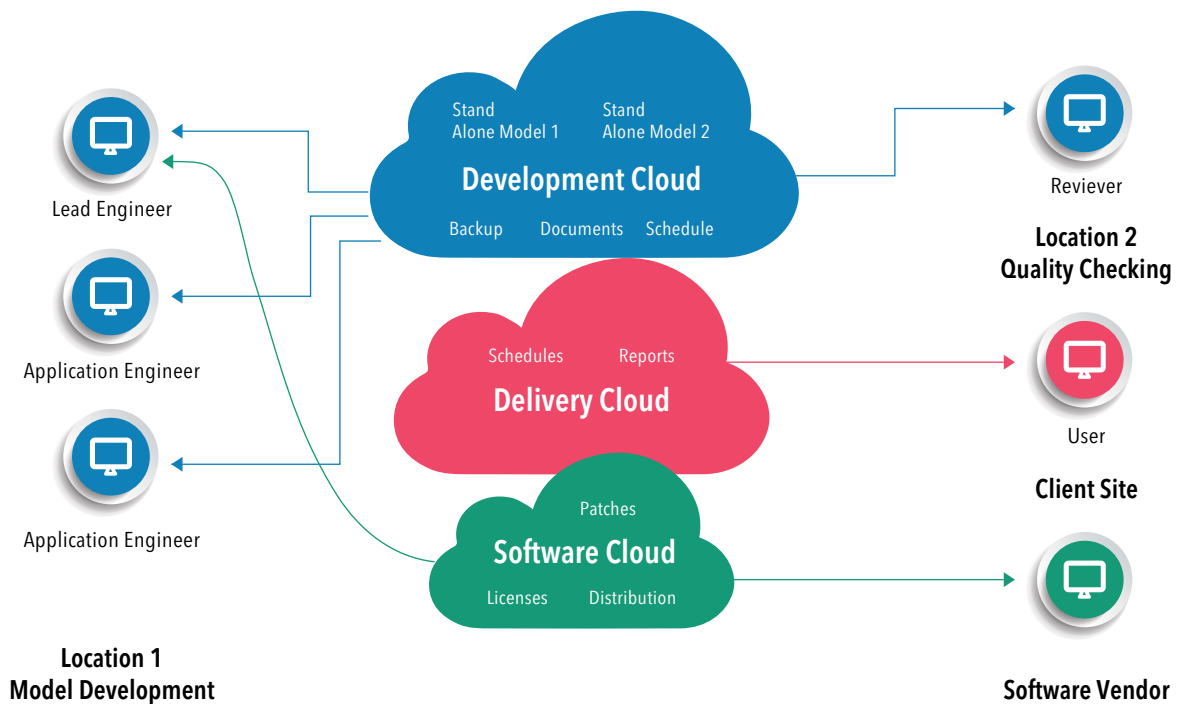 Stand
Alone Model 1
Stand
Alone Model 2
Development Cloud
Backup
Documents
Schedule
Lead Engineer
Application Engineer
Application Engineer
Location 1
Model Development
Schedules
Reports
Delivery Cloud
Patches
Software Cloud
Licenses
Distribution
Reviever
Location 2
Quality Checking
User
Client Site
Software Vendor